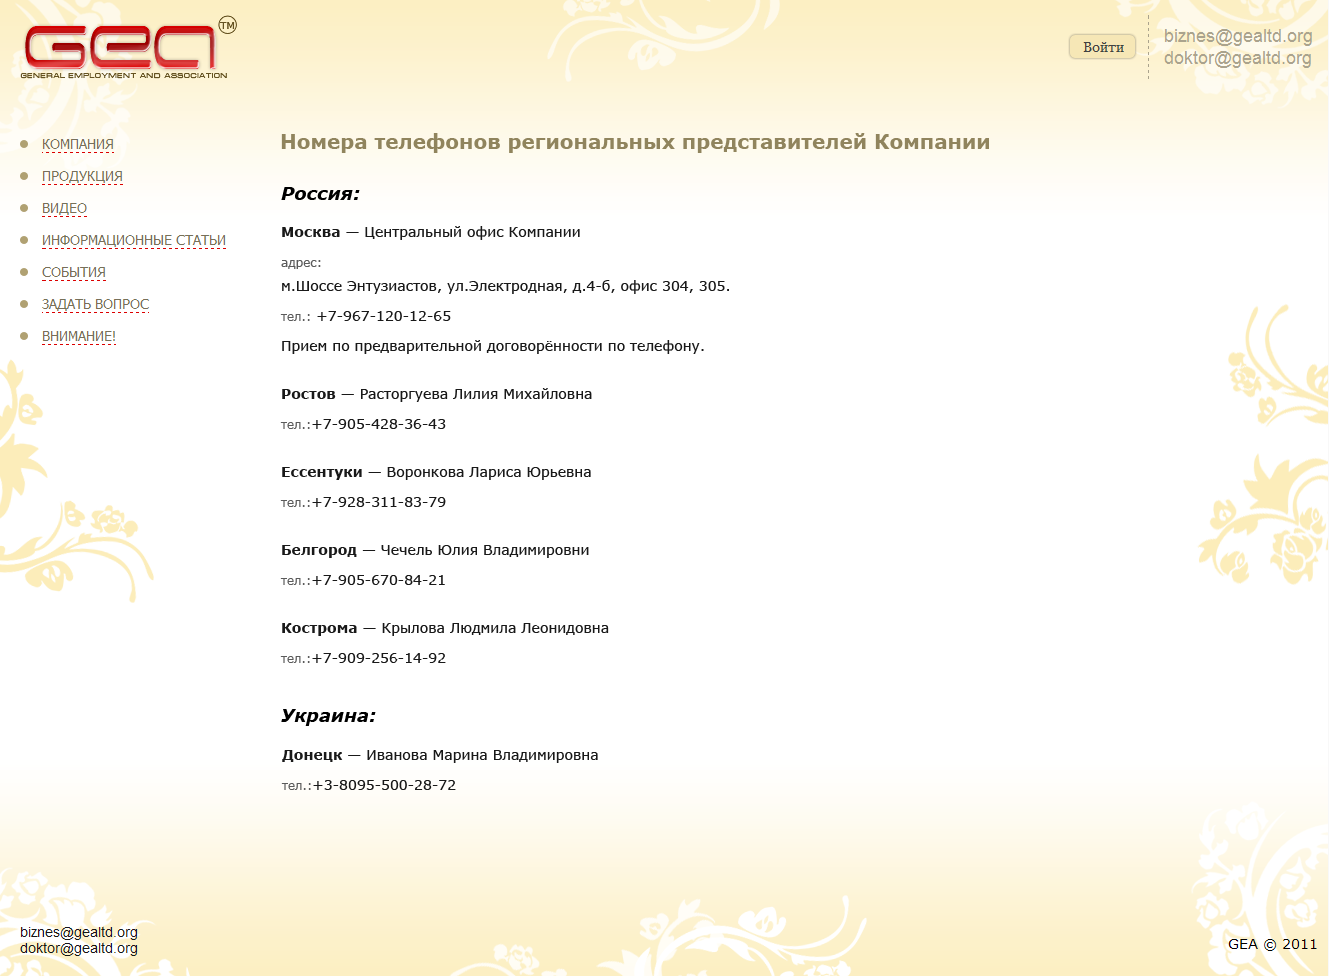 GEA TM
GENERAL EMPLOYMENT AND ASSOCIATION
Войти
biznes@gealtd.org
doktor@gealtd.org
КОМПАНИЯ
ПРОДУКЦИЯ
ВИДЕО
ИНФОРМАЦИОННЫЕ СТАТЬИ
СОБЫТИЯ
ЗАДАТЬ ВОПРОС
ВНИМАНИЕ!
Номера телефонов региональных представителей Компании
Россия:
Москва — Центральный офис Компании
адрес:
м.Шоссе Энтузиастов, ул.Электродная, д.4-б, офис 304, 305.
тел.: +7-967-120-12-65
Прием по предварительной договорённости по телефону.
Ростов — Расторгуева Лилия Михайловна
тел.:+7-905-428-36-43
Ессентуки — Воронкова Лариса Юрьевна
тел.:+7-928-311-83-79
Белгород — Чечель Юлия Владимировни
тел.:+7-905-670-84-21
Кострома — Крылова Людмила Леонидовна
тел.:+7-909-256-14-92
Украина:
Донецк — Иванова Марина Владимировна
тел.:+3-8095-500-28-72
biznes@gealtd.org
doktor@gealtd.org
GEA © 2011